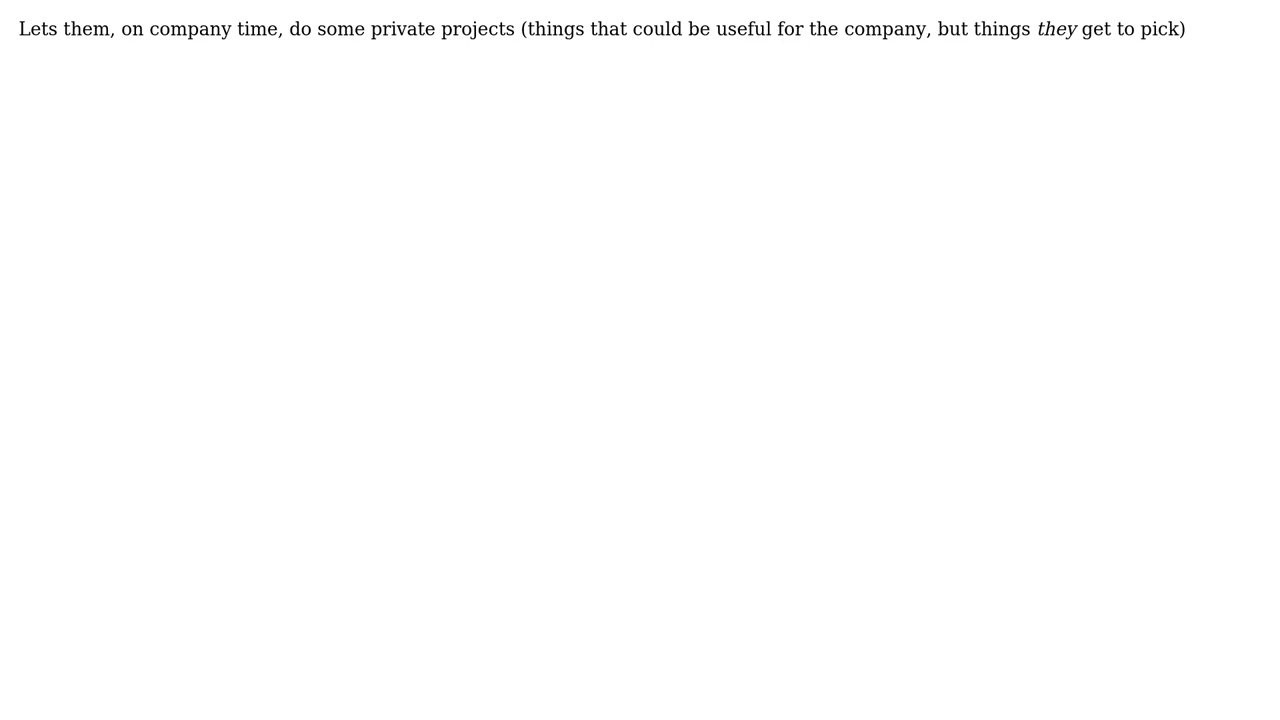 Lets them, on company time, do some private projects (things that could be useful for the company, but things they get to pick)